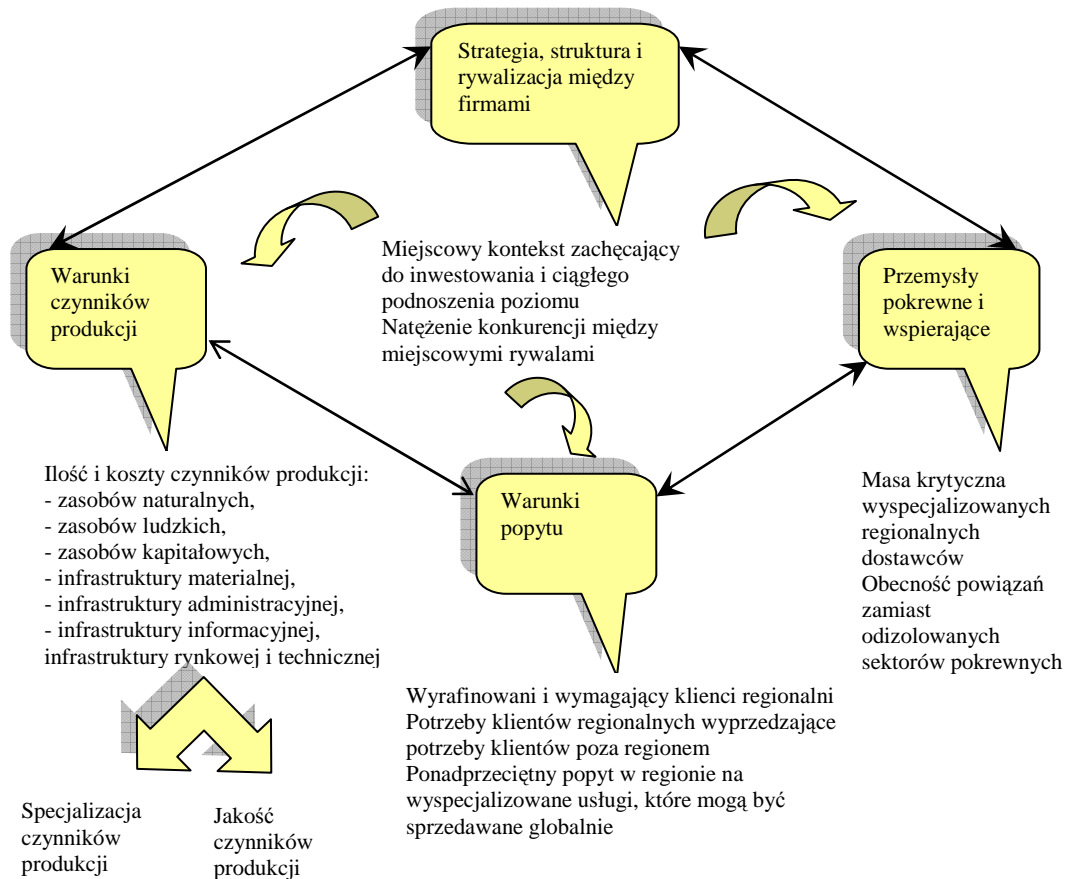 Strategia, struktura i
rywalizacja między
firmami
Miejscowy kontekst zachęcający
do inwestowania i ciągłego
podnoszenia poziomu
Natężenie konkurencji między
miejscowymi rywalami
Warunki
czynników
produkcji
Przemysły
pokrewne i
wspierające
Ilość i koszty czynników produkcji:
- zasobów naturalnych,
- zasobów ludzkich,
- zasobów kapitałowych,
- infrastruktury materialnej,
- infrastruktury administracyjnej,
- infrastruktury informacyjnej,
infrastruktury rynkowej i technicznej
Warunki
popytu
Masa krytyczna
wyspecjalizowanych
regionalnych
dostawców
Obecność powiązań
zamiast
odizolowanych
sektorów pokrewnych
Wyrafinowani i wymagający klienci regionalni
Potrzeby klientów regionalnych wyprzedzające
potrzeby klientów poza regionem
Ponadprzeciętny popyt w regionie na
wyspecjalizowane usługi, które mogą być
sprzedawane globalnie
Specjalizacja
czynników
produkcji
Jakość
czynników
produkcji